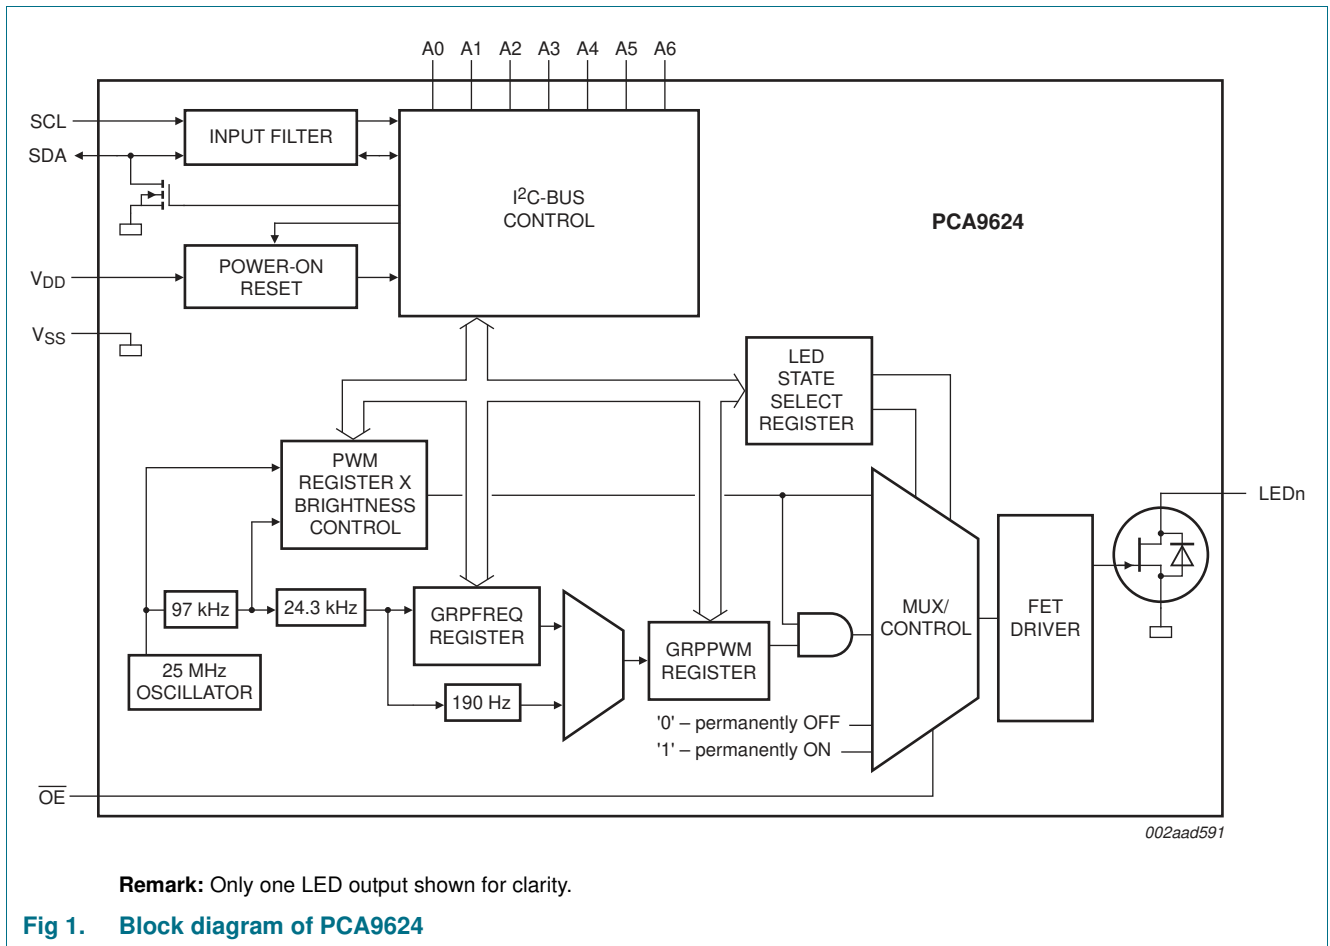 A0 A1 A2 A3 A4 A5 A6
SCL
INPUT FILTER
SDA
I2C-BUS
CONTROL
PCA9624
POWER-ON
RESET
VDD
VSS
LED
STATE
SELECT
REGISTER
PWM
REGISTER X
BRIGHTNESS
CONTROL
LEDn
97 kHz
24.3 kHz
GRPFREQ
REGISTER
MUX/
CONTROL
FET
DRIVER
GRPPWM
REGISTER
25 MHz
OSCILLATOR
190 Hz
'0' – permanently OFF
'1' – permanently ON
OE
002aad591
Remark: Only one LED output shown for clarity.
Fig 1. Block diagram of PCA9624